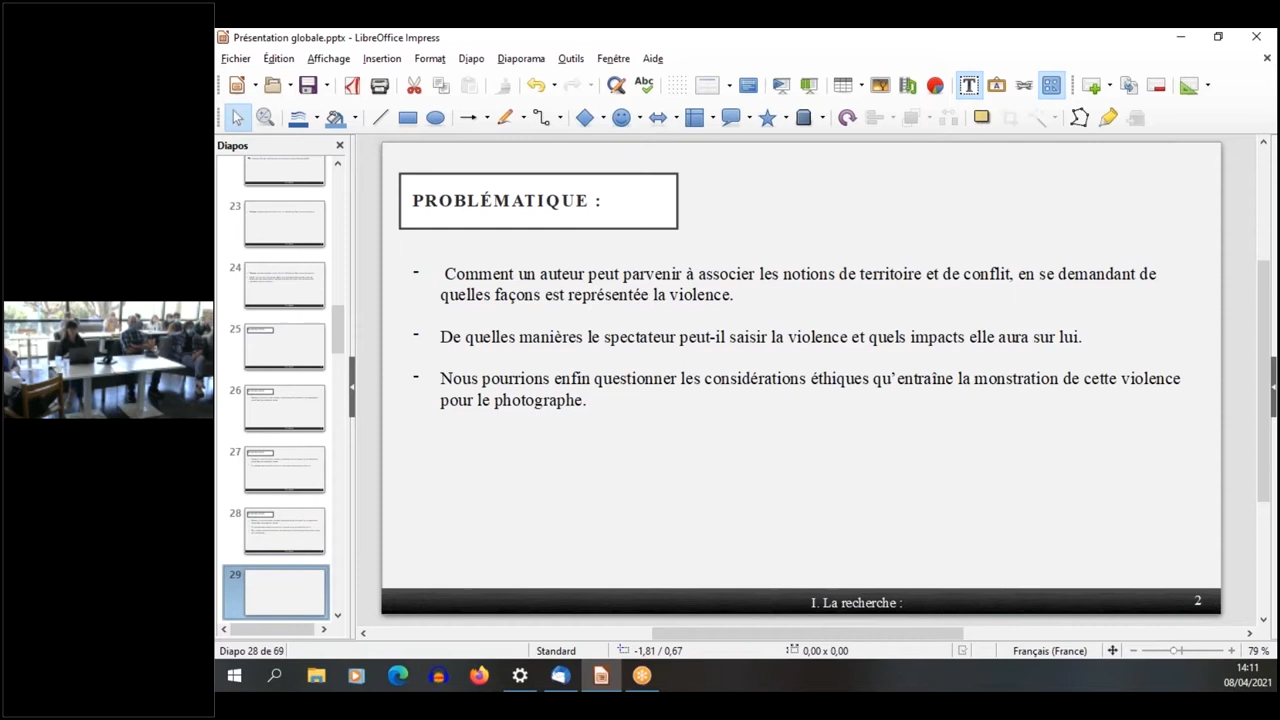 Présentation globale.pptx - LibreOffice Impress
Fichier Édition Affichage Insertion Format Diapo Diaporama Outils Fenêtre Aide
Diapos
23
24
25
26
27
28
29
PROBLÉMATIQUE :
- Comment un auteur peut parvenir à associer les notions de territoire et de conflit, en se demandant de
quelles façons est représentée la violence.
- De quelles manières le spectateur peut-il saisir la violence et quels impacts elle aura sur lui.
- Nous pourrions enfin questionner les considérations éthiques qu’entraîne la monstration de cette violence
pour le photographe.
I. La recherche :
2
Diapo 28 de 69 Standard -1,81 / 0,67 0,00 x 0,00 Français (France) 79 %
14:11
08/04/2021